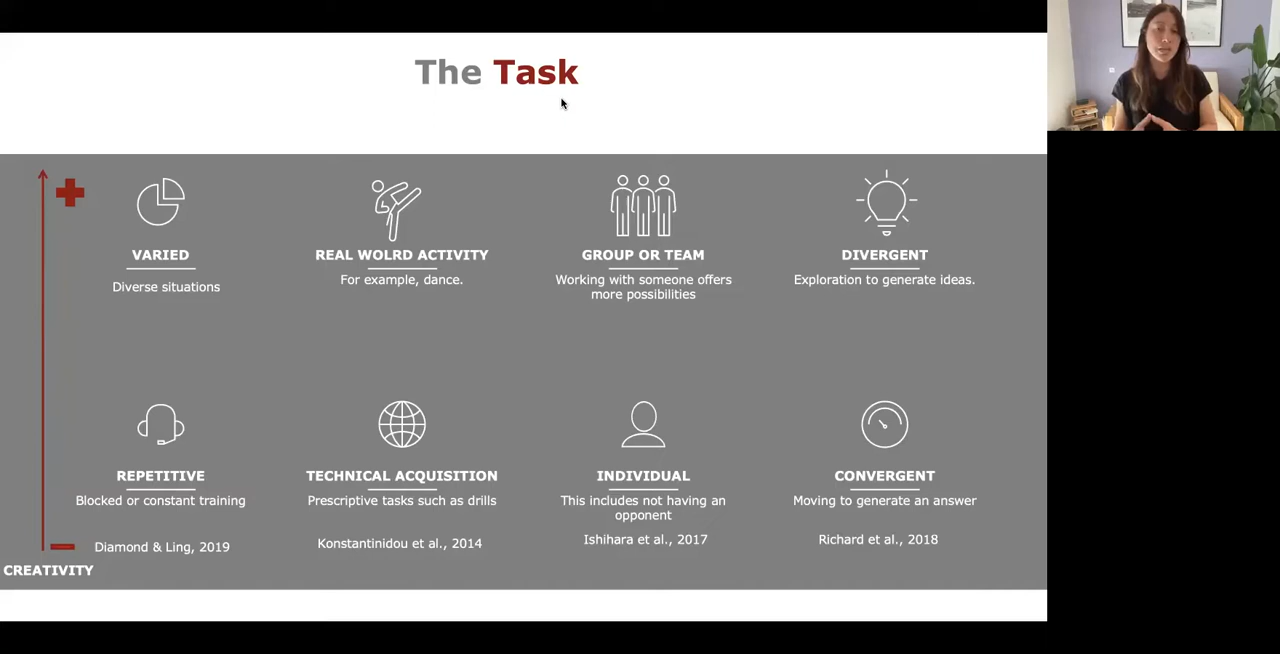 The Task
VARIED
Diverse situations
REAL WOLRD ACTIVITY
For example, dance.
GROUP OR TEAM
Working with someone offers
more possibilities
DIVERGENT
Exploration to generate ideas.
REPETITIVE
Blocked or constant training
Diamond & Ling, 2019
TECHNICAL ACQUISITION
Prescriptive tasks such as drills
Konstantinidou et al., 2014
INDIVIDUAL
This includes not having an
opponent
Ishihara et al., 2017
CONVERGENT
Moving to generate an answer
Richard et al., 2018
CREATIVITY